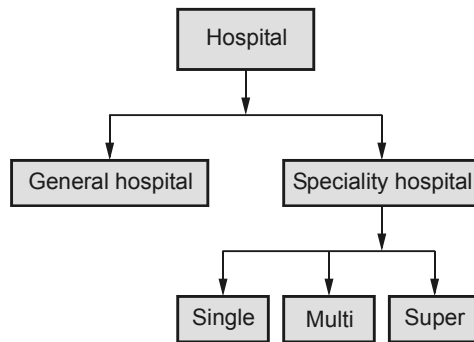 Hospital
General hospital
Speciality hospital
Single
Multi
Super